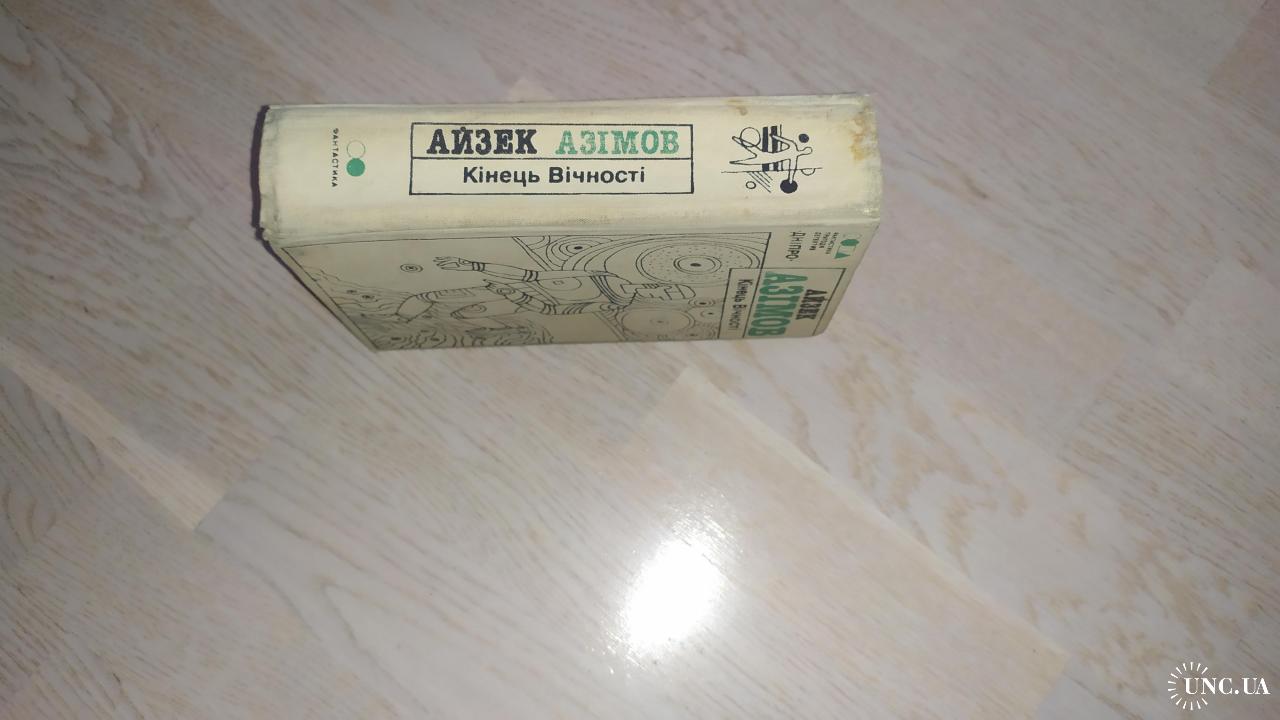 ФАНТАСТИКА
АЙЗЕК АЗІМОВ
Кінець Вічності
ДНІПРО
АЙЗЕК
АЗІМОВ
Кінець Вічності
UNC.UA